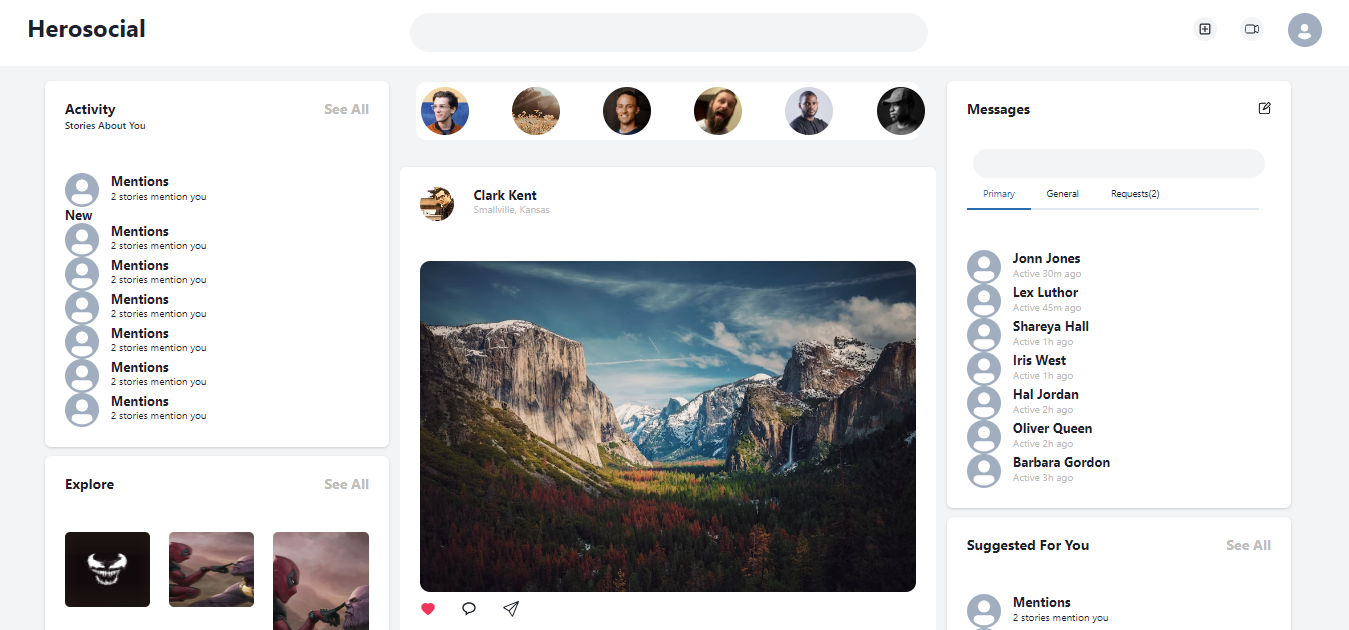 Herosocial
Activity
See All
Stories About You
Mentions
2 stories mention you
New
Mentions
2 stories mention you
Mentions
2 stories mention you
Mentions
2 stories mention you
Mentions
2 stories mention you
Mentions
2 stories mention you
Mentions
2 stories mention you
Explore
See All
Clark Kent
Smallville, Kansas
Messages
Primary
General
Requests(2)
Jonn Jones
Active 30m ago
Lex Luthor
Active 45m ago
Shareya Hall
Active 1h ago
Iris West
Active 1h ago
Hal Jordan
Active 2h ago
Oliver Queen
Active 2h ago
Barbara Gordon
Active 3h ago
Suggested For You
See All
Mentions
2 stories mention you